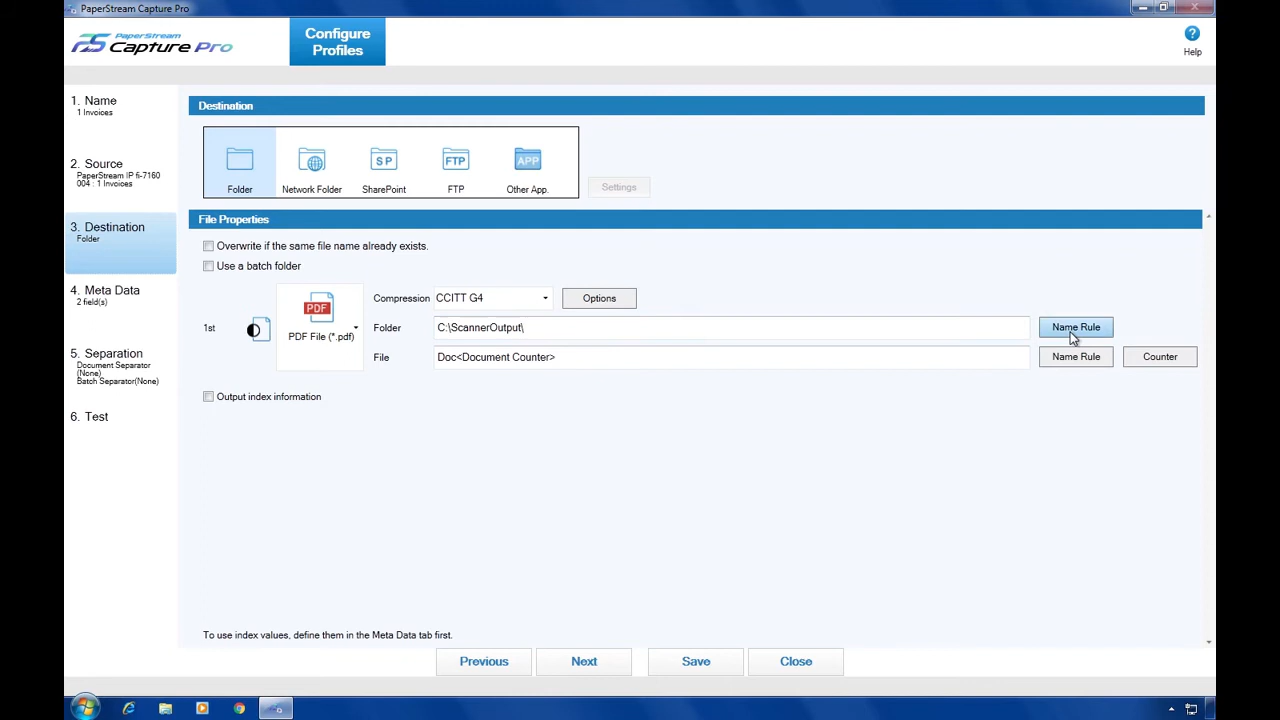 PaperStream Capture Pro
PaperStream
Capture Pro
Configure
Profiles
?
Help
1. Name
1 Invoices
2. Source
PaperStream IP fi-7160
004 : 1 Invoices
3. Destination
Folder
4. Meta Data
2 field(s)
5. Separation
Document Separator
(None)
Batch Separator(None)
6. Test
Destination
SP
FTP
APP
Folder
Network Folder
SharePoint
FTP
Other App.
Settings
File Properties
Overwrite if the same file name already exists.
Use a batch folder
1st
PDF
PDF File (*.pdf)
Compression
CCITT G4
Options
Folder
C:\ScannerOutput\
Name Rule
File
Doc<Document Counter>
Name Rule
Counter
Output index information
To use index values, define them in the Meta Data tab first.
Previous
Next
Save
Close